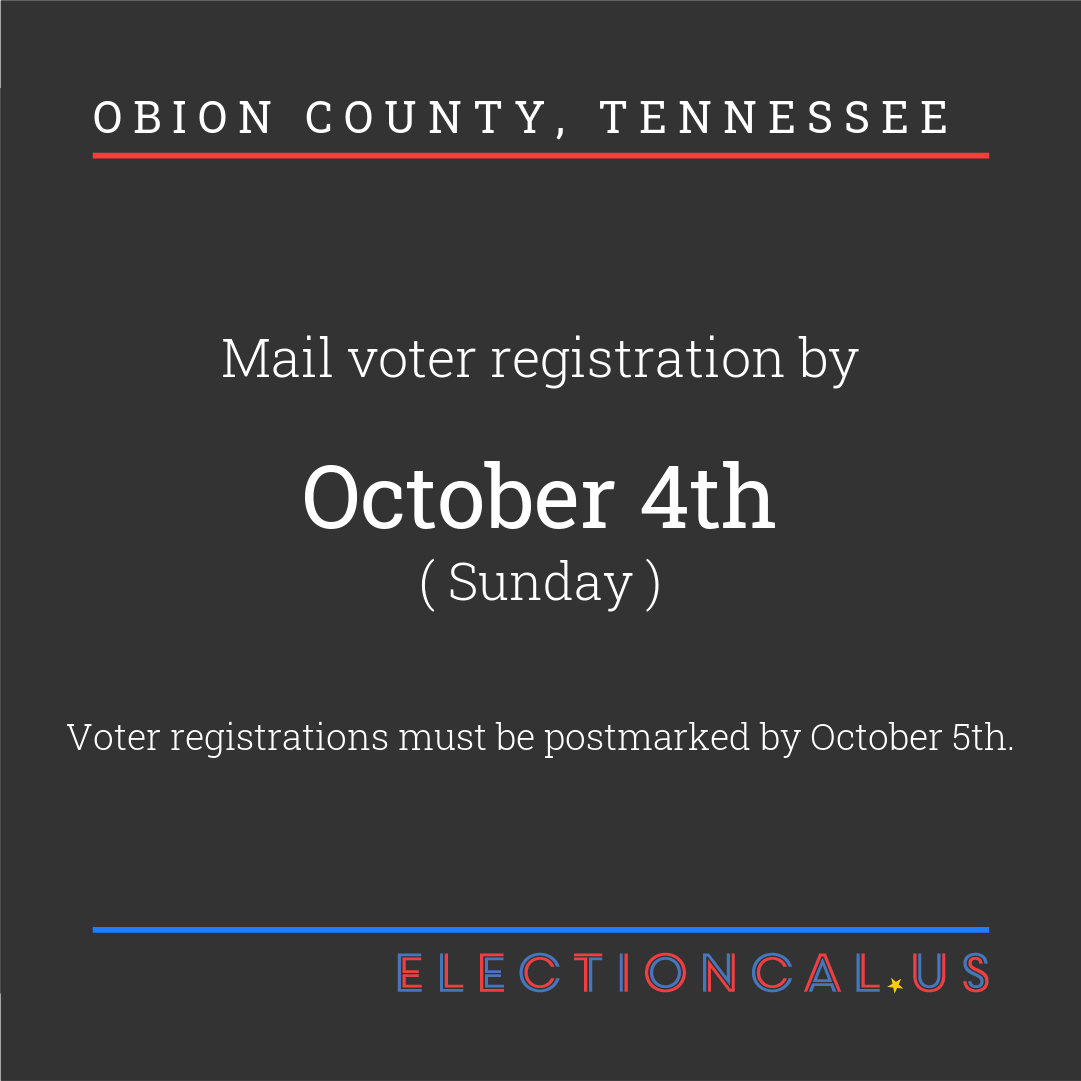 OBION COUNTY, TENNESSEE
Mail voter registration by
October 4th
( Sunday )
Voter registrations must be postmarked by October 5th.
ELECTIONCAL.US